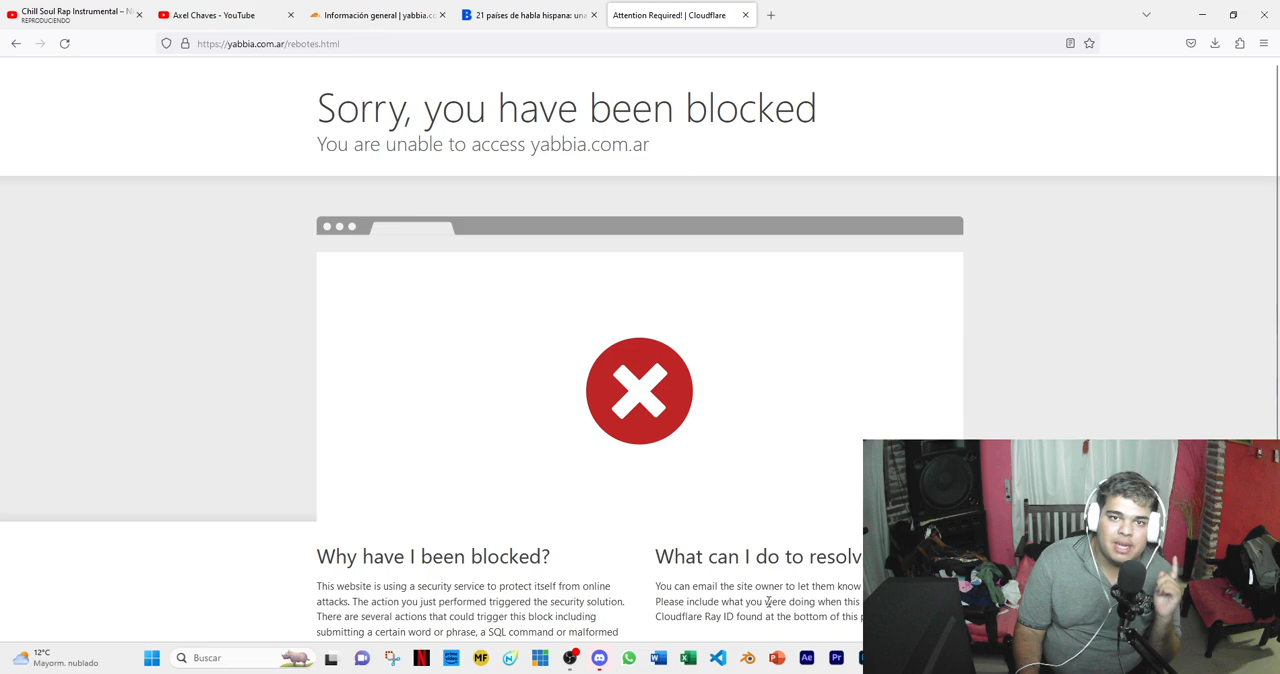 Chill Soul Rap Instrumental – Ni
REPRODUCIENDO
Axel Chaves - YouTube
Información general | yabbia.co
21 países de habla hispana: una
Attention Required! | Cloudflare
https://yabbia.com.ar/rebotes.html
Sorry, you have been blocked
You are unable to access yabbia.com.ar
Why have I been blocked?
This website is using a security service to protect itself from online
attacks. The action you just performed triggered the security solution.
There are several actions that could trigger this block including
submitting a certain word or phrase, a SQL command or malformed
What can I do to resolv
You can email the site owner to let them know
Please include what you were doing when this
Cloudflare Ray ID found at the bottom of this p
12°C
Mayorm. nublado
Buscar
MF
Ae
Pr